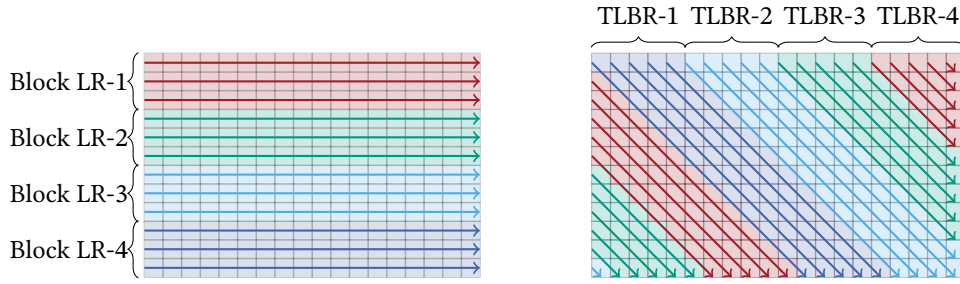 TLBR-1 TLBR-2 TLBR-3 TLBR-4
Block LR-1
Block LR-2
Block LR-3
Block LR-4